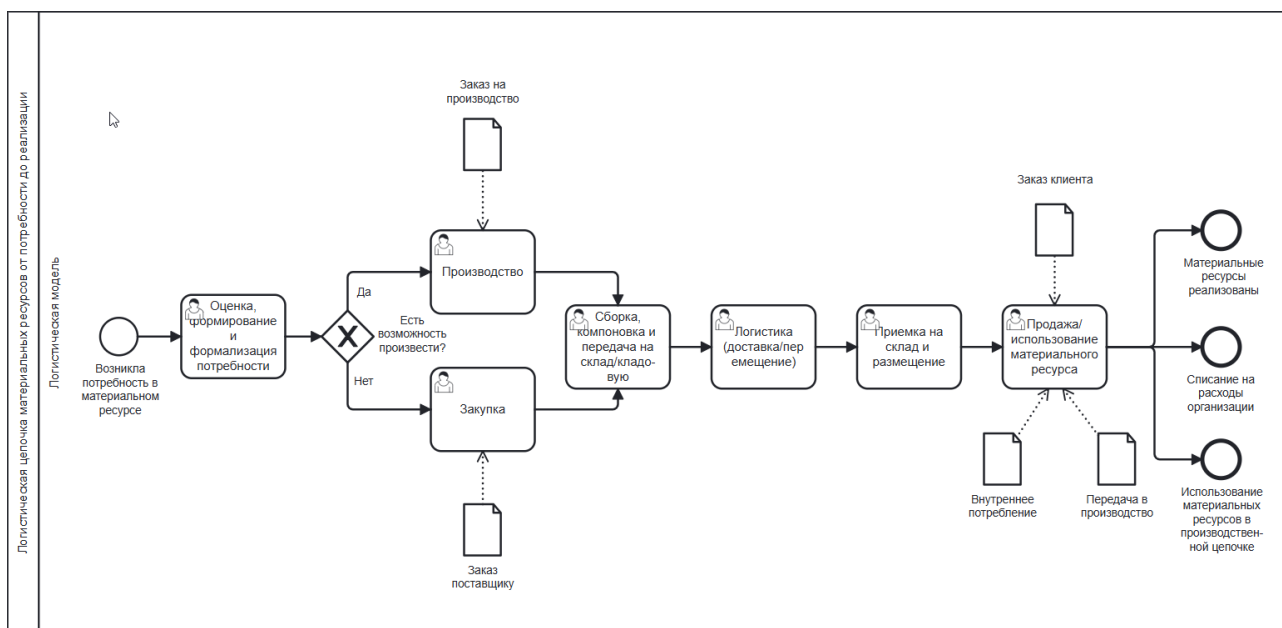 Логистическая цепочка материальных ресурсов от потребности до реализации
Логистическая модель
Возникла
потребность в
материальном
ресурсе
Оценка,
формирование
и
формализация
потребности
Есть
возможность
произвести?
Да
Нет
Заказ на
производство
Производство
Закупка
Заказ
поставщику
Сборка,
компоновка и
передача на
склад/кладо-
вую
Логистика
(доставка/пер
емещение)
Приемка на
склад и
размещение
Заказ клиента
Продажа/
использование
материального
ресурса
Внутреннее
потребление
Передача в
производство
Материальные
ресурсы
реализованы
Списание на
расходы
организации
Использование
материальных
ресурсов в
производствен-
ной цепочке